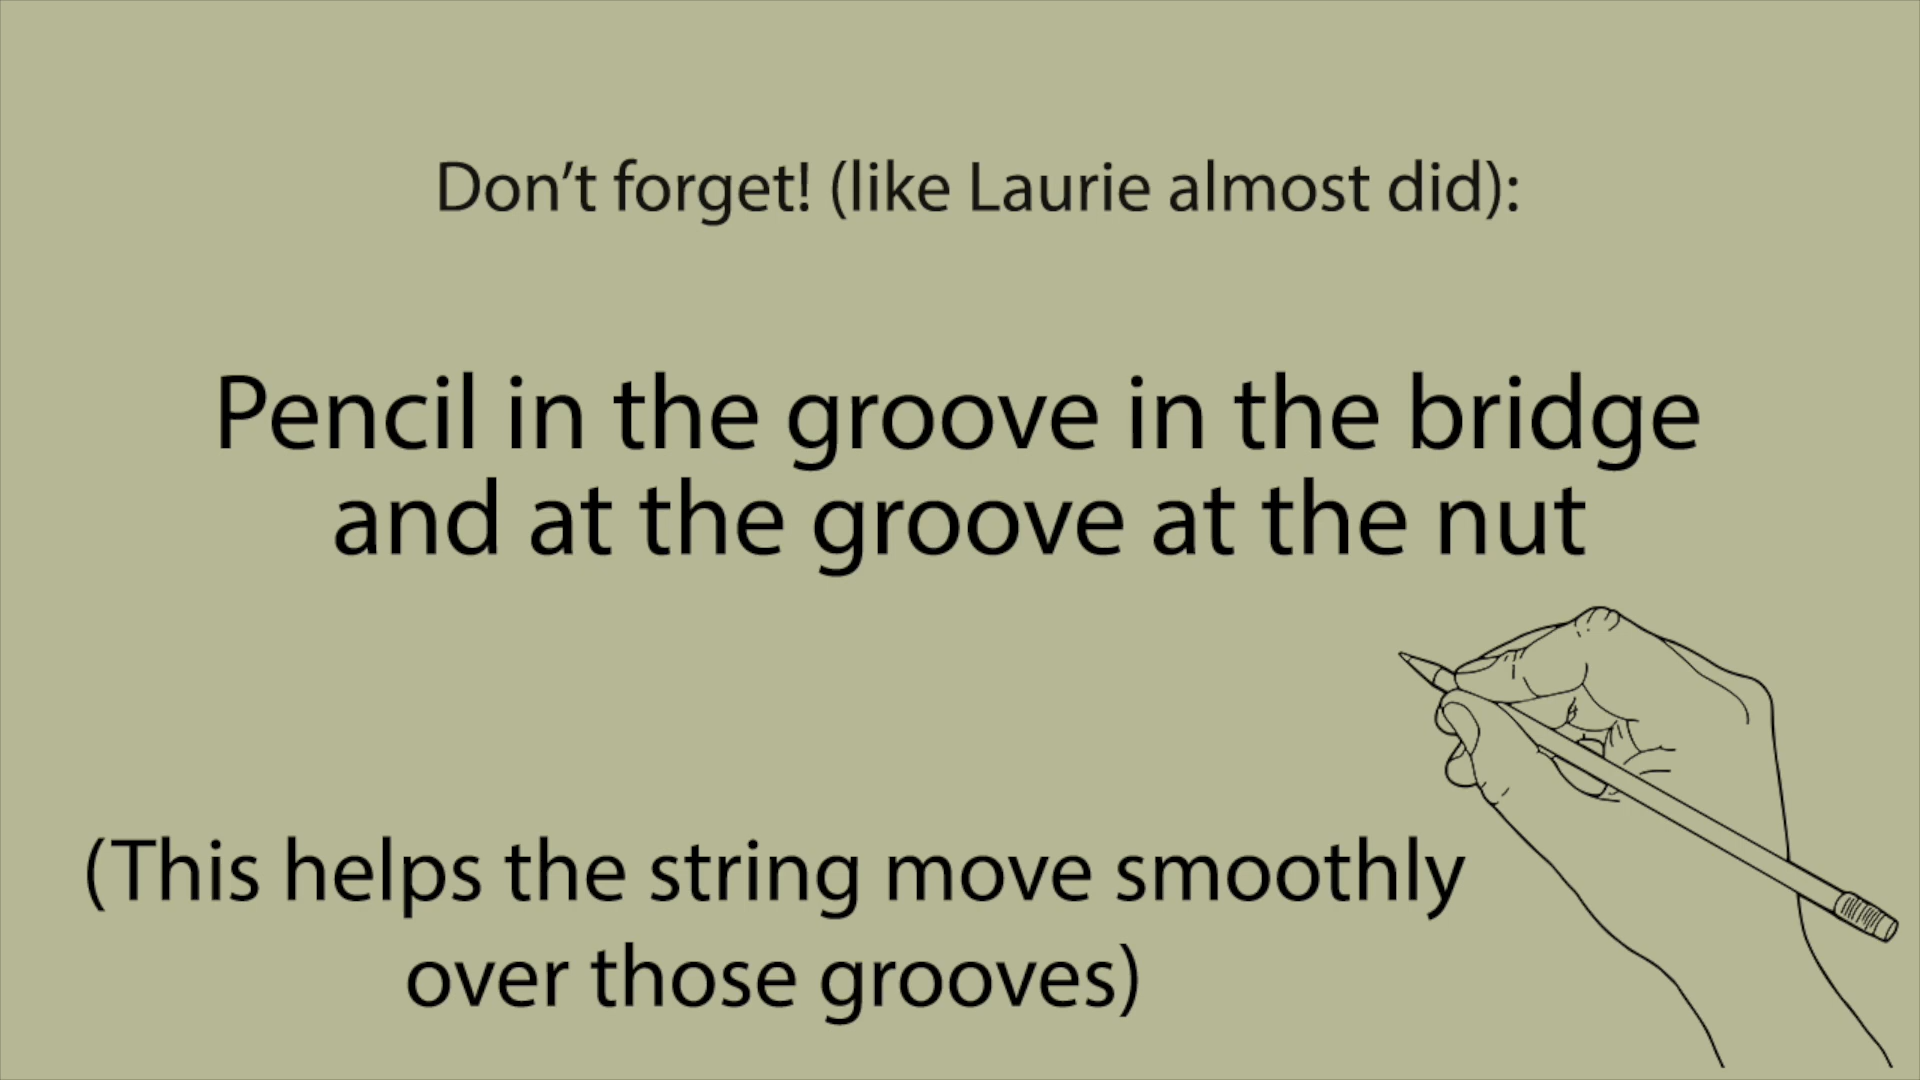 Don’t forget! (like Laurie almost did):
Pencil in the groove in the bridge
and at the groove at the nut
(This helps the string move smoothly
over those grooves)